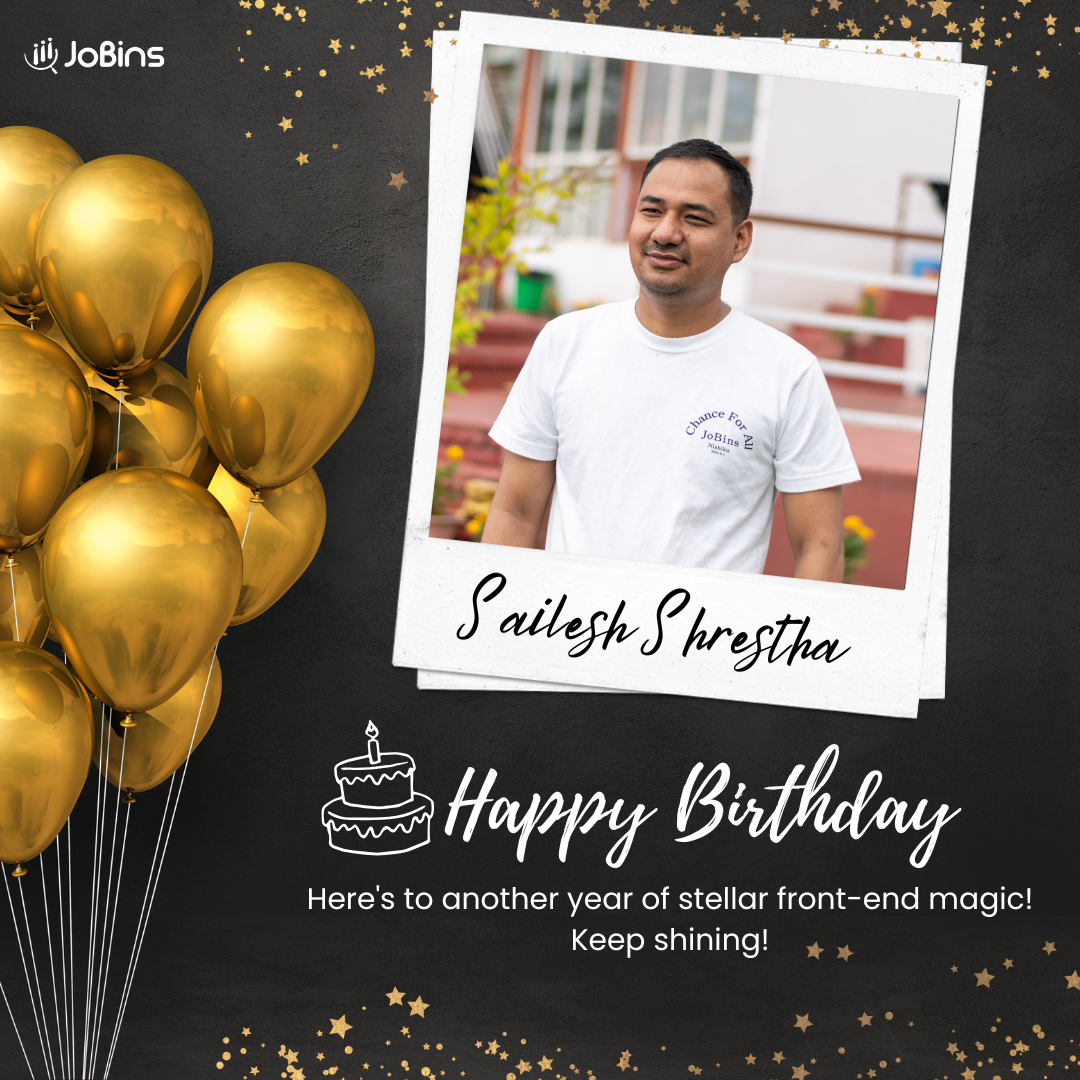 JoBins
Chance For All
JoBins
Sailesh Shrestha
Happy Birthday
Here's to another year of stellar front-end magic!
Keep shining!